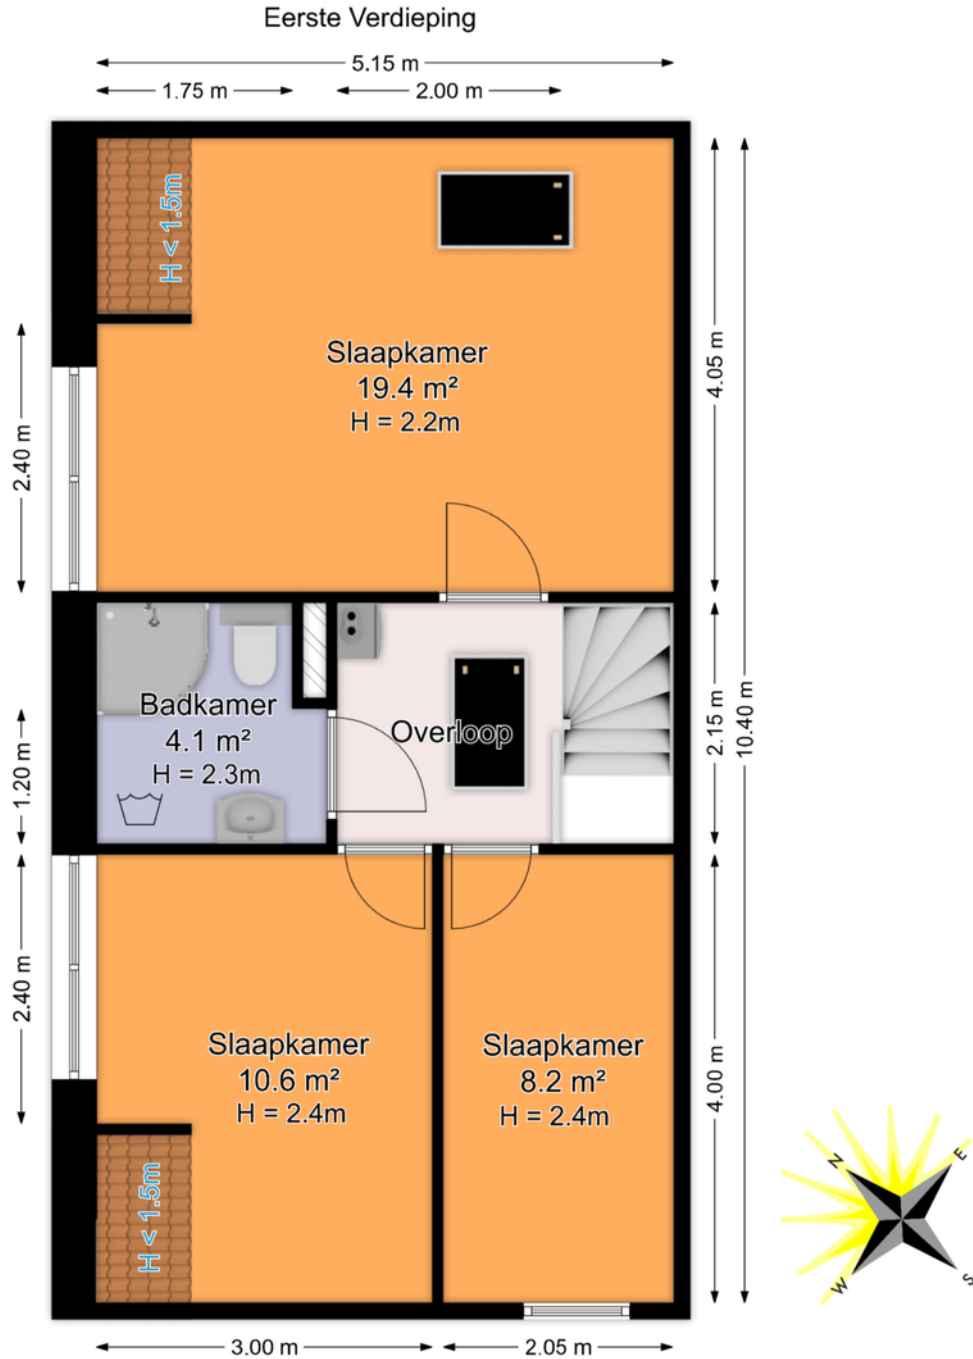 Eerste Verdieping
5.15 m
1.75 m
2.00 m
H < 1.5m
Slaapkamer
19.4 m²
H = 2.2m
2.40 m
4.05 m
Badkamer
4.1 m²
H = 2.3m
Overloop
1.20 m
2.15 m
10.40 m
2.40 m
Slaapkamer
10.6 m²
H = 2.4m
Slaapkamer
8.2 m²
H = 2.4m
4.00 m
H < 1.5m
N
E
W
S
3.00 m
2.05 m